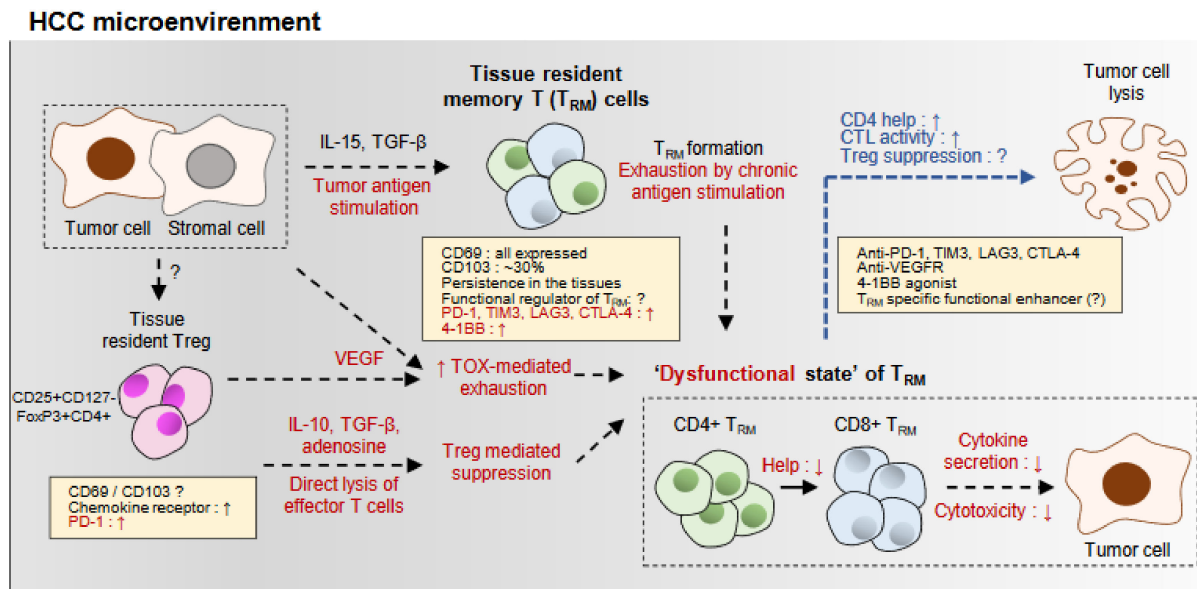 HCC microenvirenment
Tissue resident
memory T (TRM) cells
Tumor cell
lysis
IL-15, TGF-β
Tumor antigen
stimulation
TRM formation
Exhaustion by chronic
antigen stimulation
CD4 help : ↑
CTL activity : ↑
Treg suppression : ?
Tumor cell
Stromal cell
CD69 : all expressed
CD103 : ~30%
Persistence in the tissues
Functional regulator of TRM: ?
PD-1, TIM3, LAG3, CTLA-4 : ↑
4-1BB : ↑
Anti-PD-1, TIM3, LAG3, CTLA-4
Anti-VEGFR
4-1BB agonist
TRM specific functional enhancer (?)
?
Tissue
resident Treg
CD25+CD127-
FoxP3+CD4+
VEGF
↑ TOX-mediated
exhaustion
'Dysfunctional state' of TRM
IL-10, TGF-β,
adenosine
Direct lysis of
effector T cells
Treg mediated
suppression
CD4+ TRM
CD8+ TRM
Help : ↓
Cytokine
secretion : ↓
Cytotoxicity : ↓
Tumor cell
CD69 / CD103 ?
Chemokine receptor : ↑
PD-1 : ↑